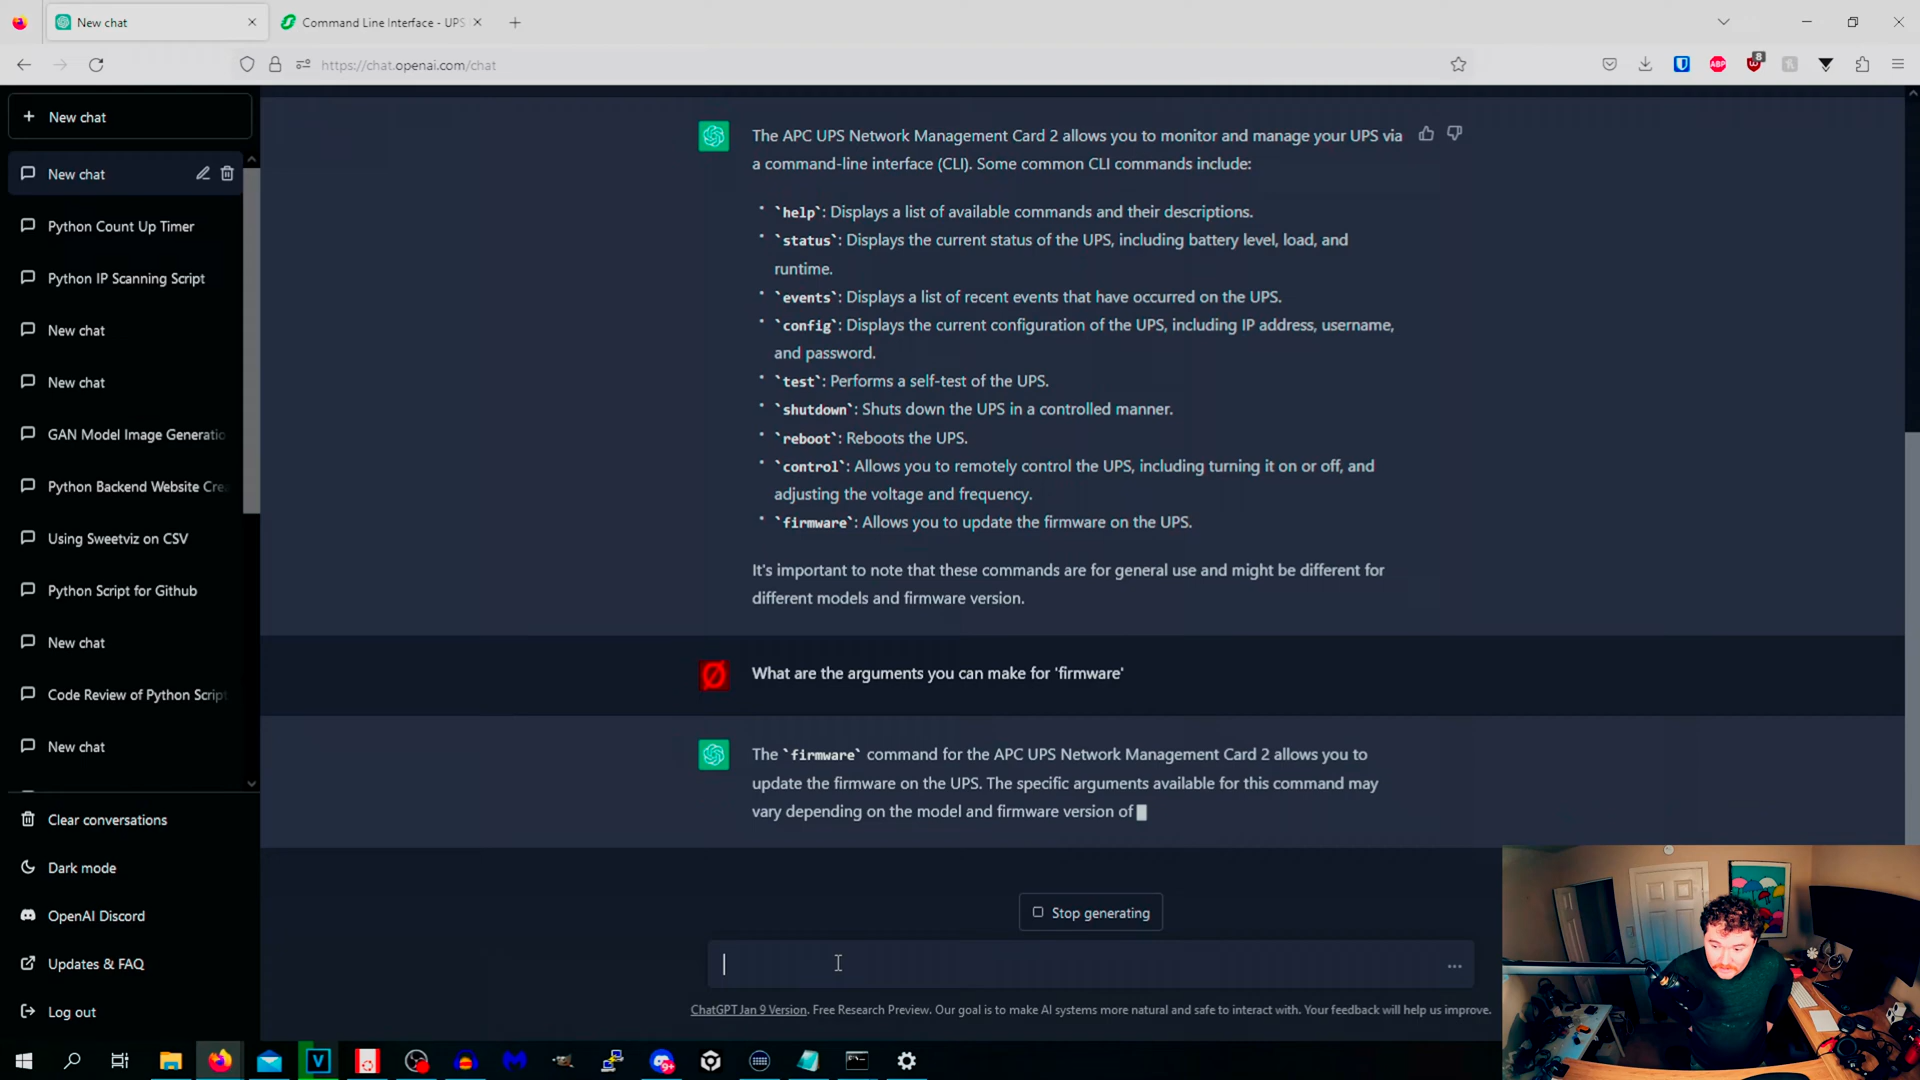 New chat
Command Line Interface - UPS
https://chat.openai.com/chat
ABP
8
New chat
New chat
Python Count Up Timer
Python IP Scanning Script
New chat
New chat
GAN Model Image Generatio
Python Backend Website Cre
Using Sweetviz on CSV
Python Script for Github
New chat
Code Review of Python Scrip
New chat
Clear conversations
Dark mode
OpenAI Discord
Updates & FAQ
Log out
The APC UPS Network Management Card 2 allows you to monitor and manage your UPS via
a command-line interface (CLI). Some common CLI commands include:
• `help`: Displays a list of available commands and their descriptions.
• `status`: Displays the current status of the UPS, including battery level, load, and
runtime.
• `events`: Displays a list of recent events that have occurred on the UPS.
• `config`: Displays the current configuration of the UPS, including IP address, username,
and password.
• `test`: Performs a self-test of the UPS.
• `shutdown`: Shuts down the UPS in a controlled manner.
• `reboot`: Reboots the UPS.
• `control`: Allows you to remotely control the UPS, including turning it on or off, and
adjusting the voltage and frequency.
• `firmware`: Allows you to update the firmware on the UPS.
It's important to note that these commands are for general use and might be different for
different models and firmware version.
What are the arguments you can make for 'firmware'
The `firmware` command for the APC UPS Network Management Card 2 allows you to
update the firmware on the UPS. The specific arguments available for this command may
vary depending on the model and firmware version of
Stop generating
ChatGPT Jan 9 Version. Free Research Preview. Our goal is to make AI systems more natural and safe to interact with. Your feedback will help us improve.
V
9+